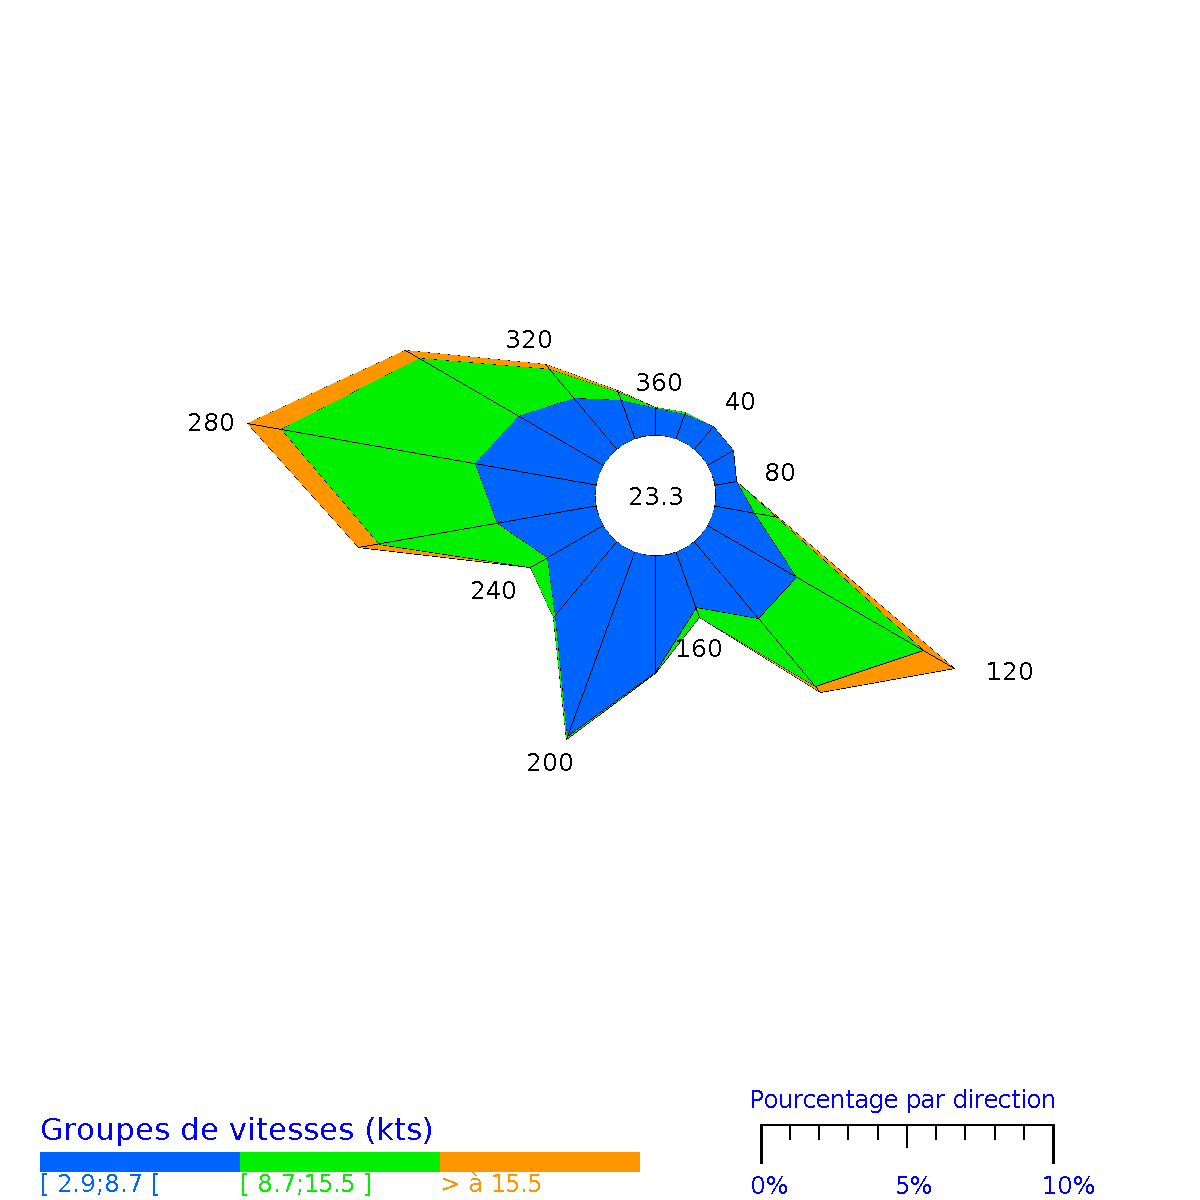 320
360
40
280
80
23.3
240
160
120
200
Pourcentage par direction
Groupes de vitesses (kts)
[ 2.9;8.7 [ [ 8.7;15.5 ] > à 15.5
0% 5% 10%